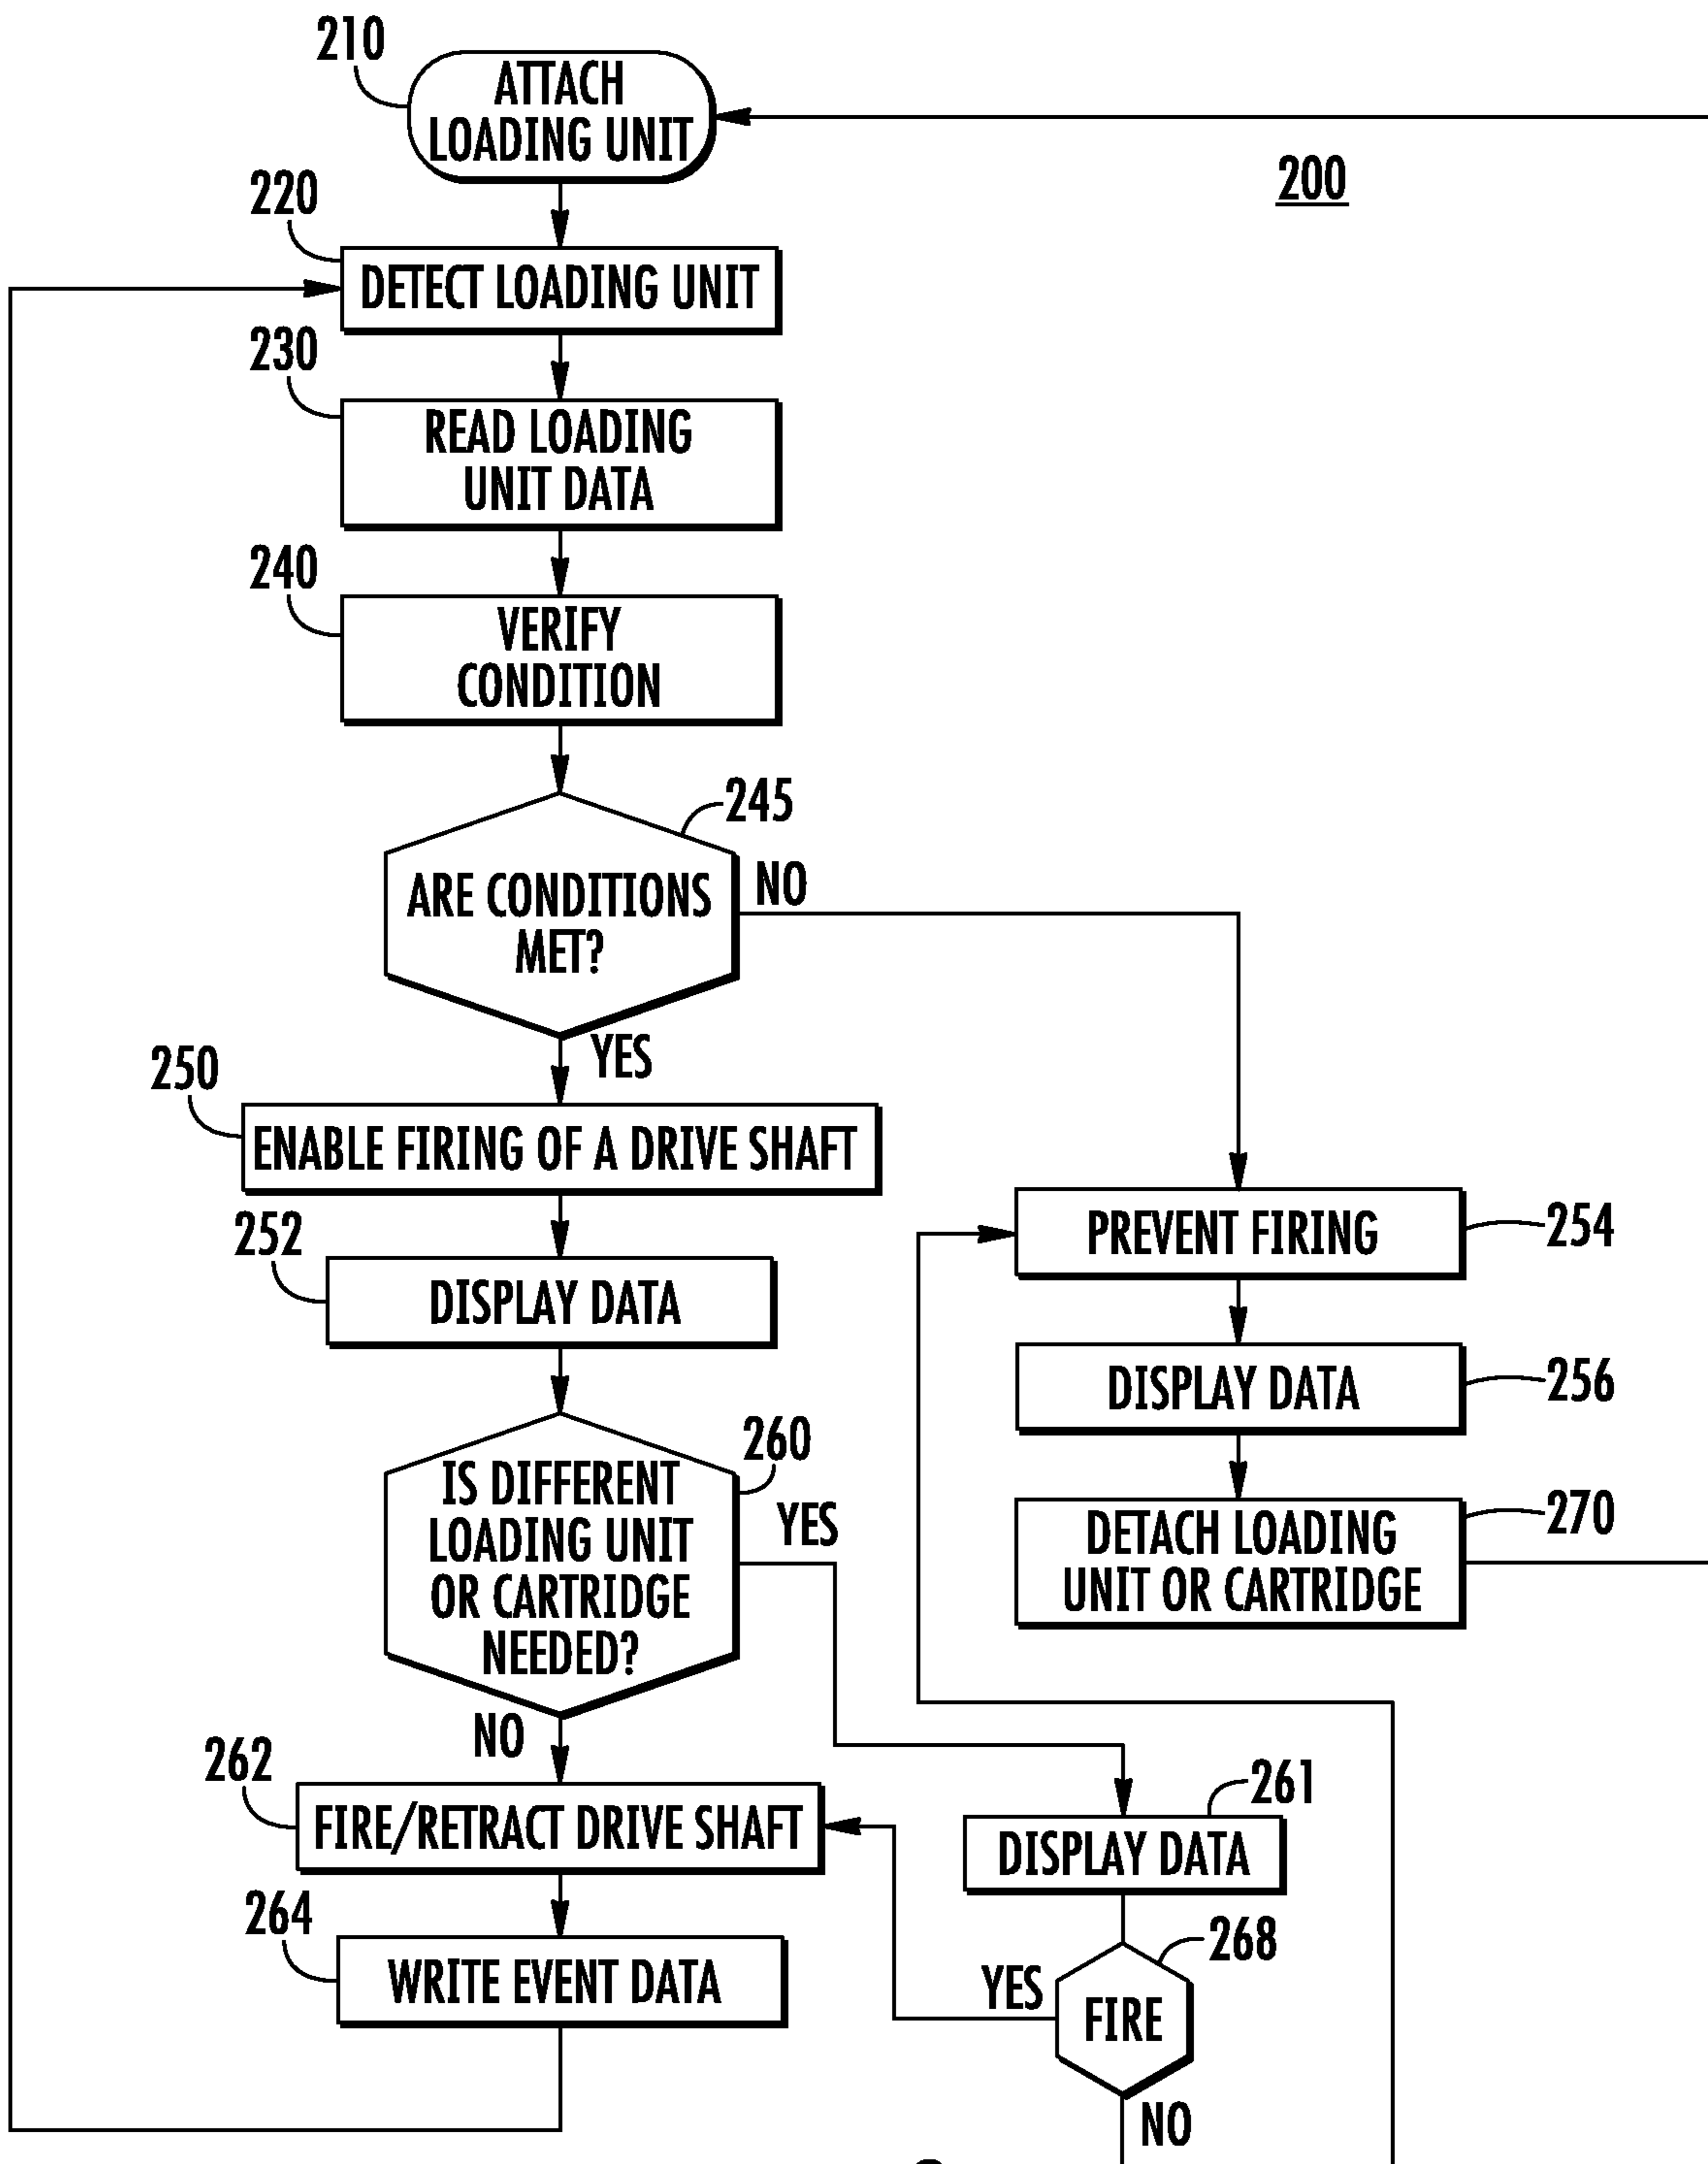 210
ATTACH
LOADING UNIT
200
220
DETECT LOADING UNIT
230
READ LOADING
UNIT DATA
240
VERIFY
CONDITION
245
ARE CONDITIONS
MET?
NO
YES
250
ENABLE FIRING OF A DRIVE SHAFT
254
PREVENT FIRING
252
DISPLAY DATA
256
DISPLAY DATA
260
IS DIFFERENT
LOADING UNIT
OR CARTRIDGE
NEEDED?
YES
270
DETACH LOADING
UNIT OR CARTRIDGE
NO
262
FIRE/RETRACT DRIVE SHAFT
261
DISPLAY DATA
264
WRITE EVENT DATA
268
YES
FIRE
NO